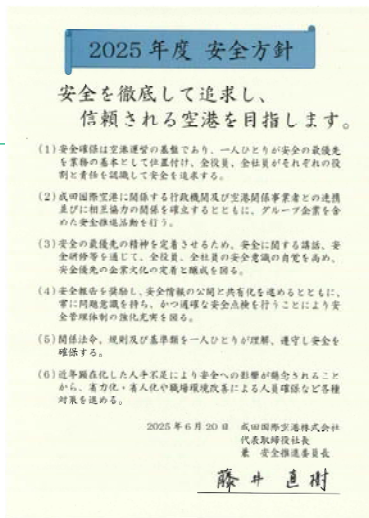 2025年度 安全方針
安全を徹底して追求し、
信頼される空港を目指します。
(1)安全確保は空港運営の基盤であり、一人ひとりが安全の最優先
を業務の基本として位置付け、全役員、全社員がそれぞれの役
割と責任を認識して安全を追求する。
(2)成田国際空港に関係する行政機関及び空港関係事業者との連携
並びに相互協力の関係を確立するとともに、グループ企業を含
めた安全推進活動を行う。
(3)安全の最優先の精神を定着させるため、安全に関する講話、安
全研修等を通じて、全役員、全社員の安全意識の自覚を高め、
安全優先の企業文化の定着と醸成を図る。
(4)安全報告を奨励し、安全情報の公開と共有化を進めるとともに、
常に問題意識を持ち、かつ適確な安全点検を行うことにより安
全管理体制の強化充実を図る。
(5)関係法令、規則及び基準類を一人ひとりが理解、遵守し安全を
確保する。
(6)近年顕在化した人手不足により安全への影響が懸念されること
から、省力化・省人化や職場環境改善による人員確保など各種
対策を進める。
2025年6月20日 成田国際空港株式会社
代表取締役社長
兼 安全推進委員長
藤井直樹